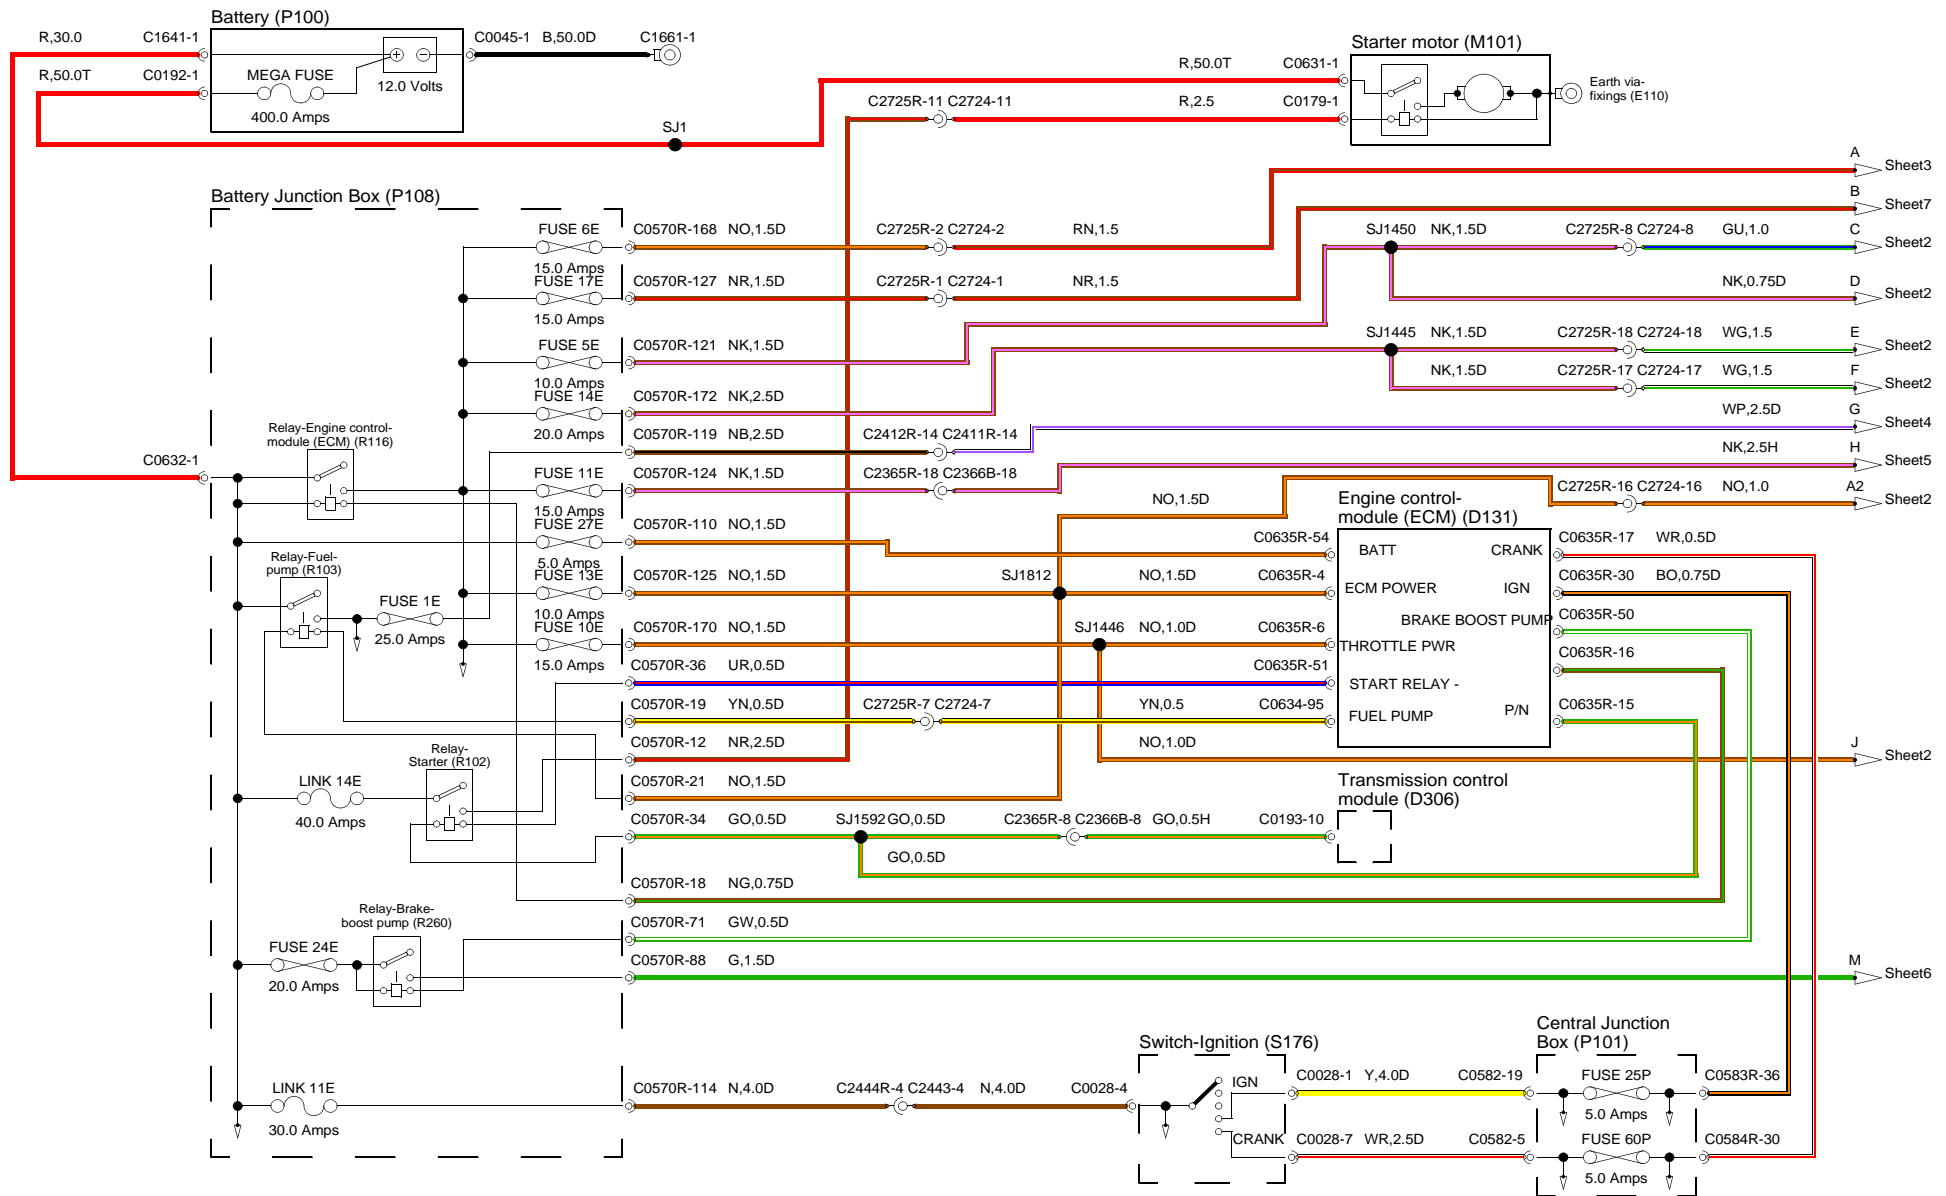 Battery (P100)
R,30.0 C1641-1 C0045-1 B,50.0D C1661-1
R,50.0T C0192-1 MEGA FUSE 12.0 Volts
400.0 Amps
Starter motor (M101)
R,50.0T C0631-1
Earth via-
fixings (E110)
C2725R-11 C2724-11 R,2.5 C0179-1
SJ1
A
Sheet3
Battery Junction Box (P108)
B
Sheet7
FUSE 6E C0570R-168 NO,1.5D C2725R-2 C2724-2 RN,1.5 SJ1450 NK,1.5D C2725R-8 C2724-8 GU,1.0 C
Sheet2
15.0 Amps
FUSE 17E C0570R-127 NR,1.5D C2725R-1 C2724-1 NR,1.5 NK,0.75D D
Sheet2
15.0 Amps
FUSE 5E C0570R-121 NK,1.5D SJ1445 NK,1.5D C2725R-18 C2724-18 WG,1.5 E
Sheet2
10.0 Amps
NK,1.5D C2725R-17 C2724-17 WG,1.5 F
Sheet2
FUSE 14E C0570R-172 NK,2.5D
20.0 Amps
WP,2.5D G
Sheet4
Relay-Engine control-
module (ECM) (R116)
C0570R-119 NB,2.5D C2412R-14 C2411R-14
NK,2.5H H
Sheet5
C0632-1
FUSE 11E C0570R-124 NK,1.5D C2365R-18 C2366B-18
15.0 Amps
NO,1.5D
C2725R-16 C2724-16 NO,1.0 A2
Sheet2
Engine control-
module (ECM) (D131)
FUSE 27E C0570R-110 NO,1.5D C0635R-54 BATT CRANK C0635R-17 WR,0.5D
5.0 Amps
Relay-Fuel-
pump (R103)
FUSE 13E C0570R-125 NO,1.5D SJ1812 NO,1.5D C0635R-4 ECM POWER IGN C0635R-30 BO,0.75D
10.0 Amps
FUSE 1E
25.0 Amps
BRAKE BOOST PUMP C0635R-50
FUSE 10E C0570R-170 NO,1.5D SJ1446 NO,1.0D C0635R-6 THROTTLE PWR
15.0 Amps
C0635R-16
C0570R-36 UR,0.5D C0635R-51 START RELAY -
C0570R-19 YN,0.5D C2725R-7 C2724-7 YN,0.5 C0634-95 FUEL PUMP P/N C0635R-15
C0570R-12 NR,2.5D NO,1.0D J
Sheet2
Relay-
Starter (R102)
LINK 14E
40.0 Amps
C0570R-21 NO,1.5D
Transmission control
module (D306)
C0570R-34 GO,0.5D SJ1592 GO,0.5D C2365R-8 C2366B-8 GO,0.5H C0193-10
GO,0.5D
C0570R-18 NG,0.75D
Relay-Brake-
boost pump (R260)
C0570R-71 GW,0.5D
FUSE 24E
20.0 Amps
C0570R-88 G,1.5D M
Sheet6
Switch-Ignition (S176)
Central Junction
Box (P101)
LINK 11E C0570R-114 N,4.0D C2444R-4 C2443-4 N,4.0D C0028-4 IGN C0028-1 Y,4.0D C0582-19 FUSE 25P C0583R-36
30.0 Amps
5.0 Amps
CRANK C0028-7 WR,2.5D C0582-5 FUSE 60P C0584R-30
5.0 Amps